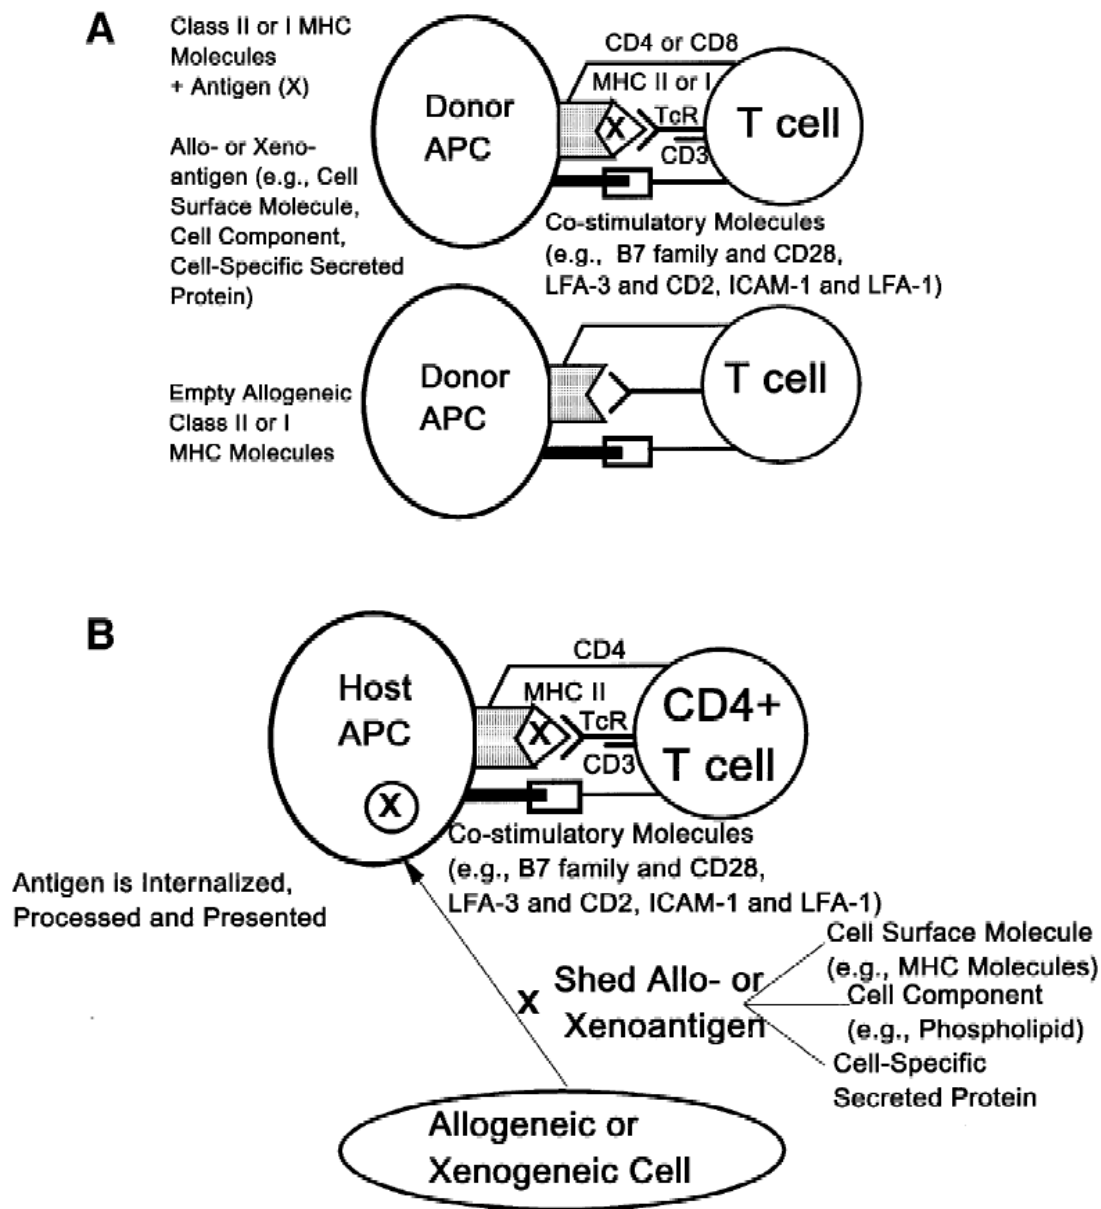 A
Class II or I MHC
Molecules
+ Antigen (X)
Allo- or Xeno-
antigen (e.g., Cell
Surface Molecule,
Cell Component,
Cell-Specific Secreted
Protein)
Donor
APC
CD4 or CD8
MHC II or I
X
TcR
CD3
T cell
Co-stimulatory Molecules
(e.g., B7 family and CD28,
LFA-3 and CD2, ICAM-1 and LFA-1)
Empty Allogeneic
Class II or I
MHC Molecules
Donor
APC
T cell
B
Host
APC
X
CD4
MHC II
X
TcR
CD3
CD4+
T cell
Co-stimulatory Molecules
(e.g., B7 family and CD28,
LFA-3 and CD2, ICAM-1 and LFA-1)
Antigen is Internalized,
Processed and Presented
X
Shed Allo- or
Xenoantigen
Cell Surface Molecule
(e.g., MHC Molecules)
Cell Component
(e.g., Phospholipid)
Cell-Specific
Secreted Protein
Allogeneic or
Xenogeneic Cell